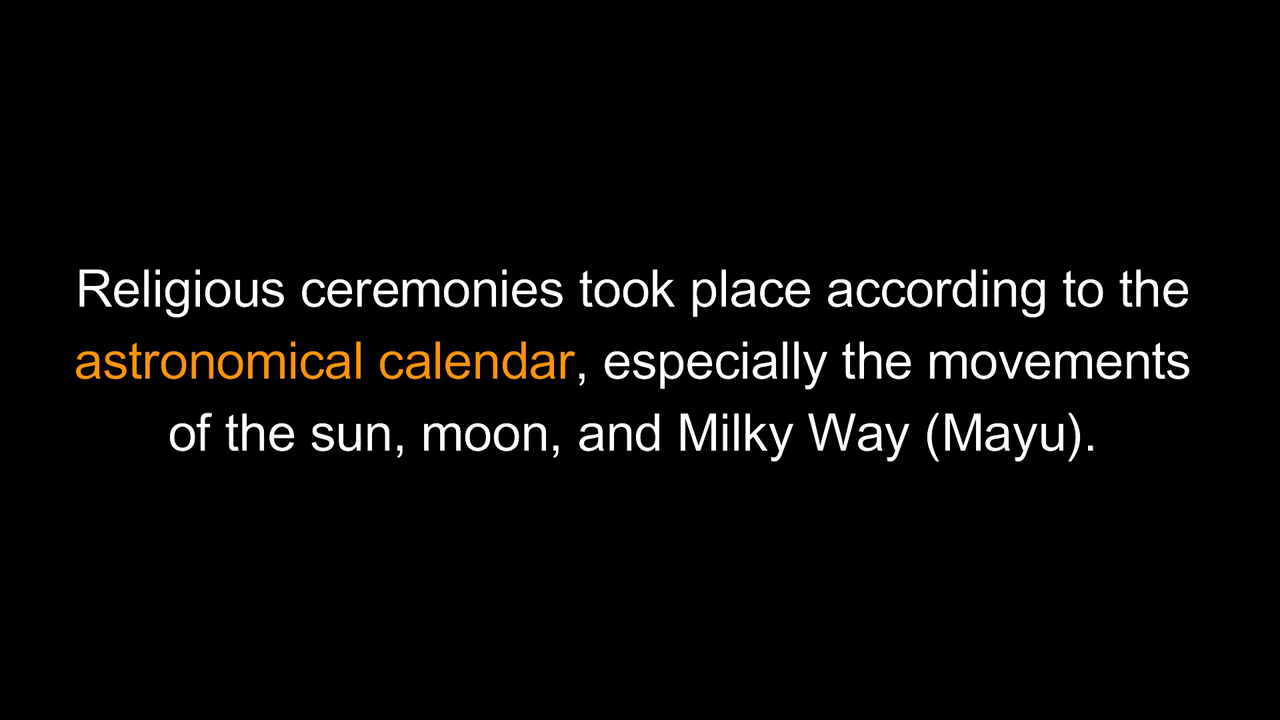 Religious ceremonies took place according to the
astronomical calendar, especially the movements
of the sun, moon, and Milky Way (Mayu).